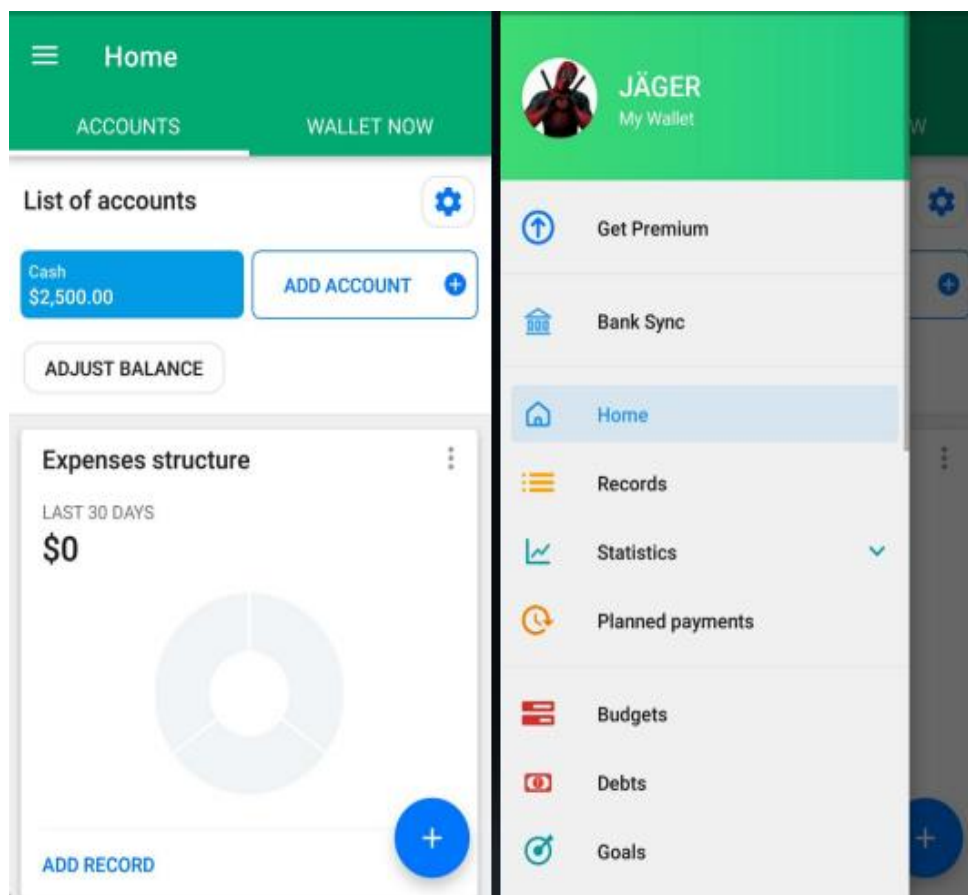 Home
ACCOUNTS
WALLET NOW
List of accounts
Cash
$2,500.00
ADD ACCOUNT
ADJUST BALANCE
Expenses structure
LAST 30 DAYS
$0
ADD RECORD
JÄGER
My Wallet
W
Get Premium
Bank Sync
Home
Records
Statistics
Planned payments
Budgets
Debts
Goals